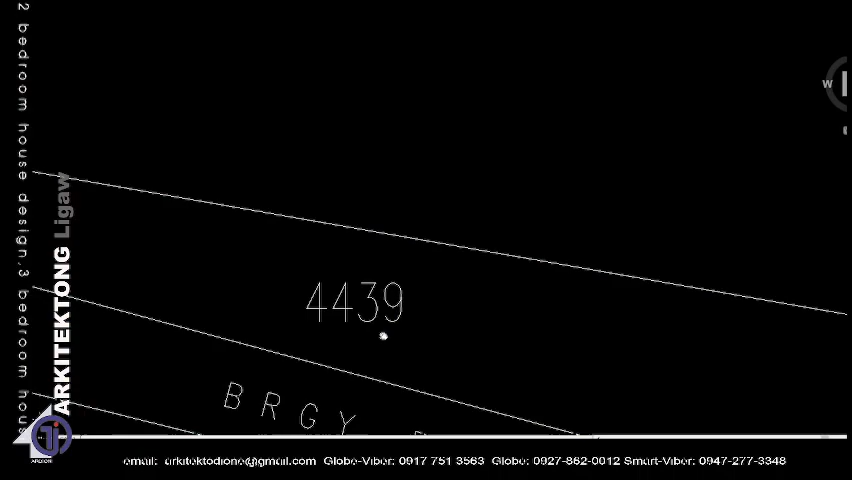 2 bedroom house design,3 bedroom hous
ARKITEKTONG Ligaw
W
4439
BRGY
email: arkitektodione@gmail.com Globe-Viber: 0917 751 3563 Globe: 0927-862-0012 Smart-Viber: 0947-277-3348